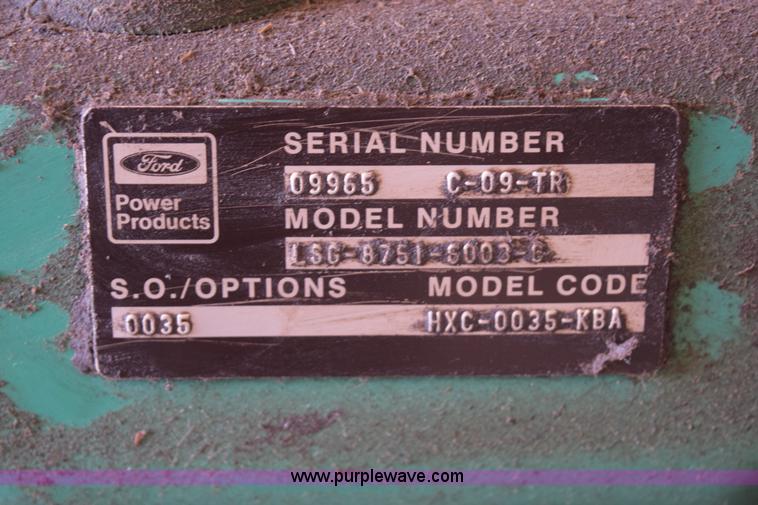 Ford
Power
Products
SERIAL NUMBER
09965 C-09-TR
MODEL NUMBER
LSG-8751-6003-C
S.O./OPTIONS MODEL CODE
0035 HXC-0035-KBA
www.purplewave.com